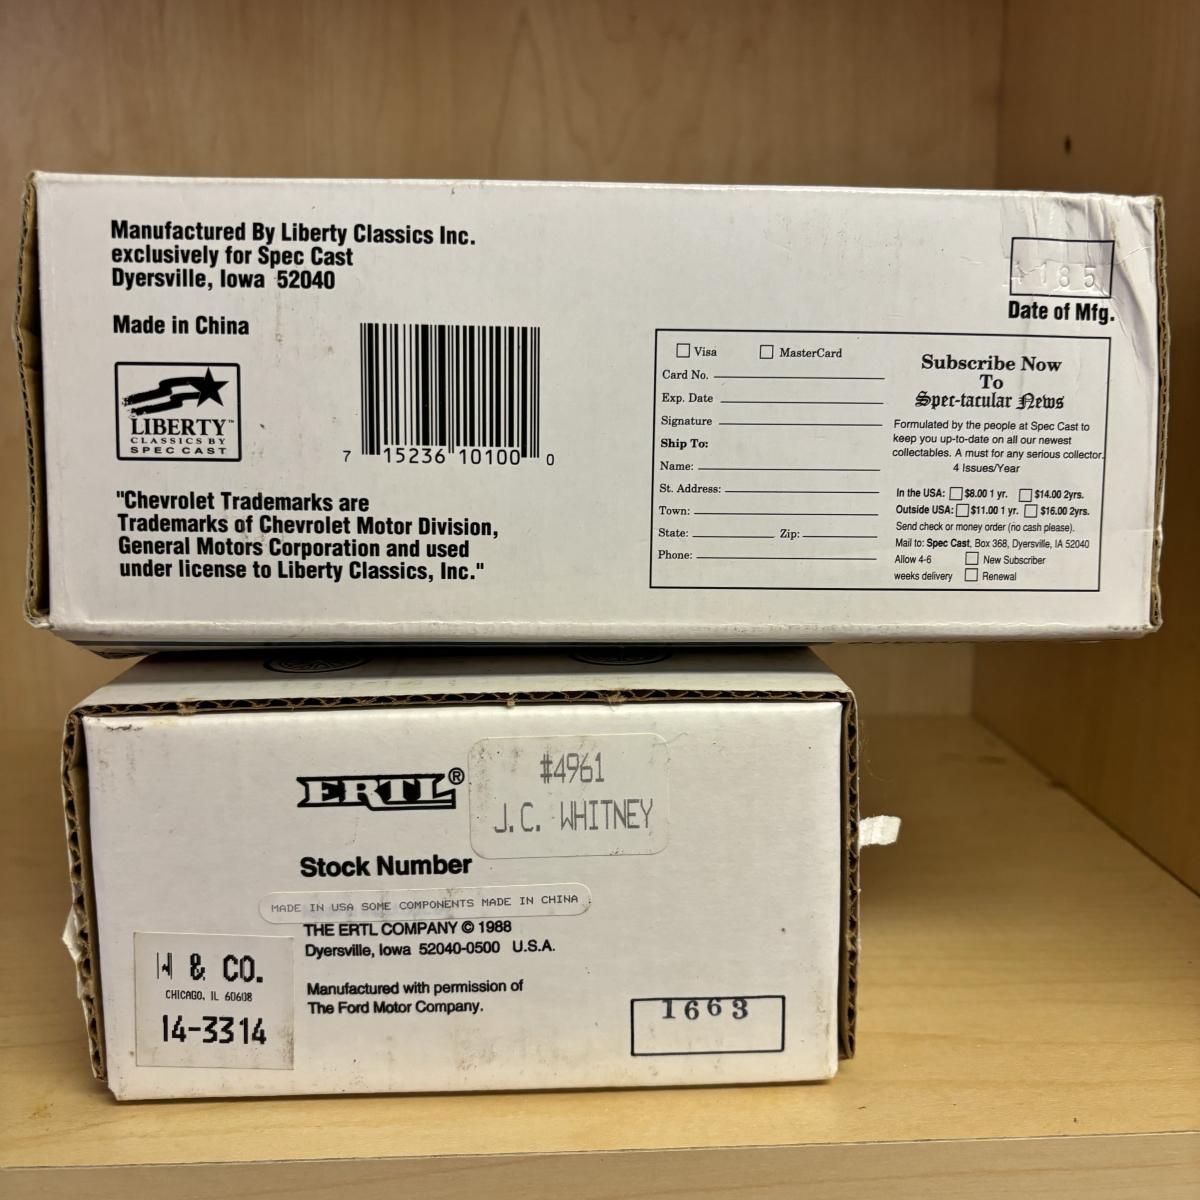 Manufactured By Liberty Classics Inc.
exclusively for Spec Cast
Dyersville, Iowa 52040
Made in China
LIBERTY™
CLASSICS BY
SPEC CAST
7 15236 10100 0
"Chevrolet Trademarks are
Trademarks of Chevrolet Motor Division,
General Motors Corporation and used
under license to Liberty Classics, Inc."
185
Date of Mfg.
Visa MasterCard
Card No.
Exp. Date
Signature
Ship To:
Name:
St. Address:
Town:
State: Zip:
Phone:
Subscribe Now
To
Spec-tacular News
Formulated by the people at Spec Cast to
keep you up-to-date on all our newest
collectables. A must for any serious collector.
4 Issues/Year
In the USA: $8.00 1 yr. $14.00 2yrs.
Outside USA: $11.00 1 yr. $16.00 2yrs.
Send check or money order (no cash please).
Mail to: Spec Cast, Box 368, Dyersville, IA 52040
Allow 4-6 New Subscriber
weeks delivery Renewal
ERTL®
#4961
J.C. WHITNEY
Stock Number
MADE IN USA SOME COMPONENTS MADE IN CHINA
THE ERTL COMPANY © 1988
Dyersville, Iowa 52040-0500 U.S.A.
Manufactured with permission of
The Ford Motor Company.
W & CO.
CHICAGO, IL 60608
14-3314
1663